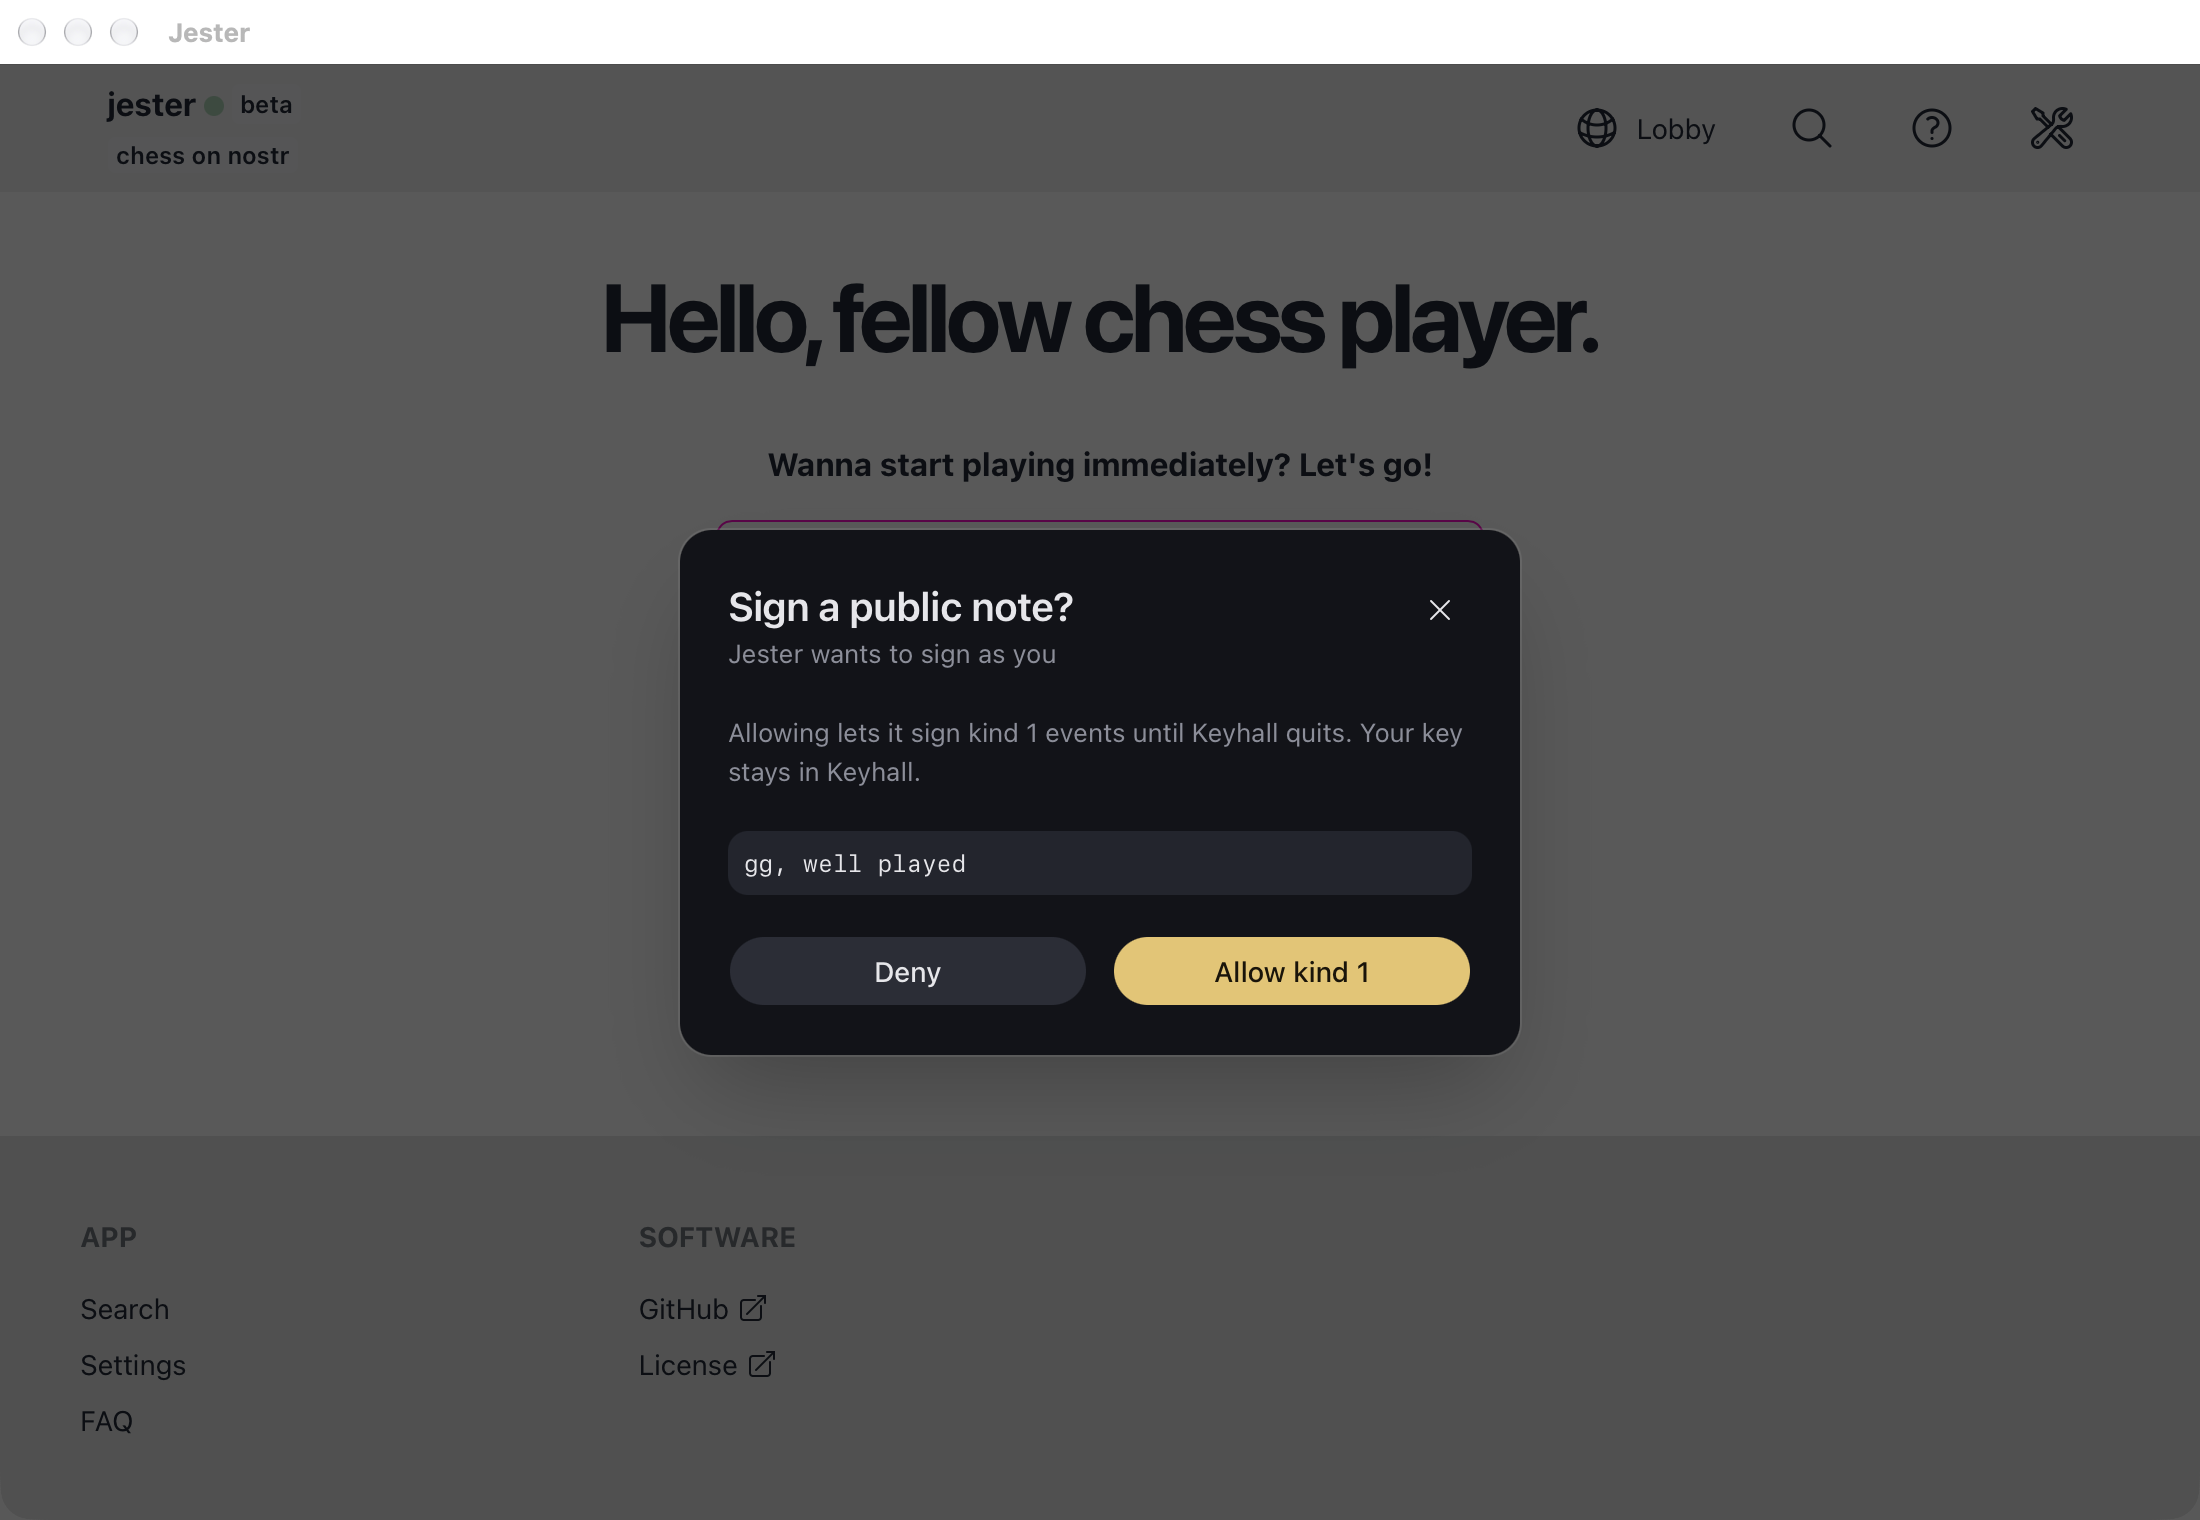 Jester
jester beta
chess on nostr
Lobby
Hello, fellow chess player.
Wanna start playing immediately? Let's go!
Sign a public note?
Jester wants to sign as you
Allowing lets it sign kind 1 events until Keyhall quits. Your key
stays in Keyhall.
gg, well played
Deny
Allow kind 1
APP
SOFTWARE
Search
GitHub
Settings
License
FAQ